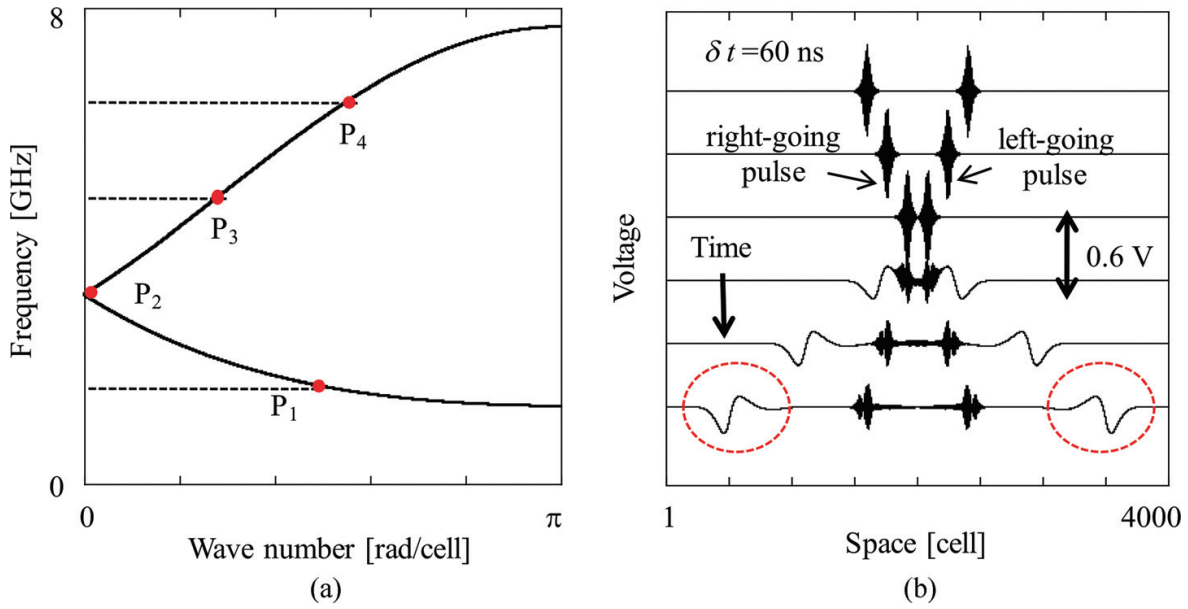 8
Frequency [GHz]
P4
P3
P2
P1
0
0
π
Wave number [rad/cell]
(a)
δ t =60 ns
right-going
pulse
left-going
pulse
Time
0.6 V
Voltage
1
4000
Space [cell]
(b)